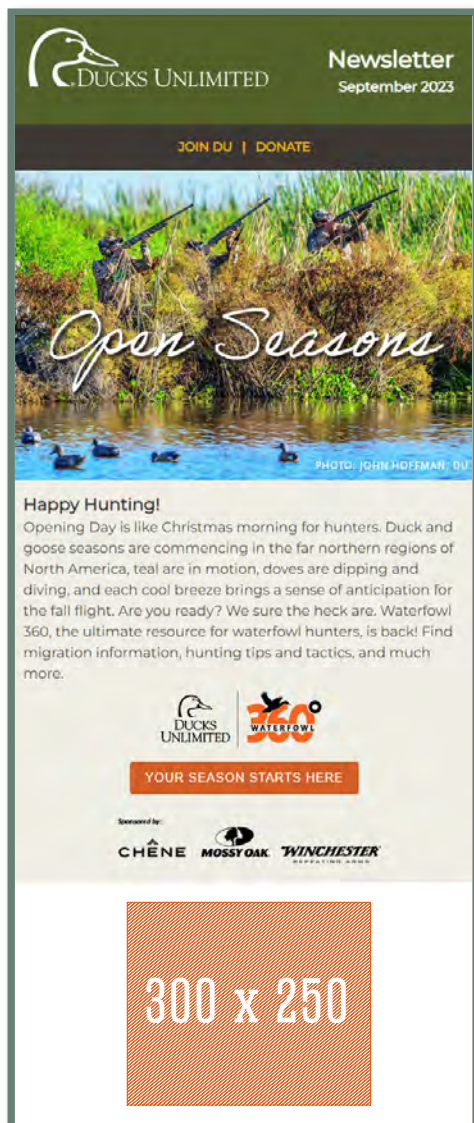 DUCKS UNLIMITED
Newsletter
September 2023
JOIN DU | DONATE
Open Seasons
PHOTO: JOHN HOFFMAN, DU
Happy Hunting!
Opening Day is like Christmas morning for hunters. Duck and
goose seasons are commencing in the far northern regions of
North America, teal are in motion, doves are dipping and
diving, and each cool breeze brings a sense of anticipation for
the fall flight. Are you ready? We sure the heck are. Waterfowl
360, the ultimate resource for waterfowl hunters, is back! Find
migration information, hunting tips and tactics, and much
more.
DUCKS
UNLIMITED
360°
WATERFOWL
YOUR SEASON STARTS HERE
Sponsored by:
CHÊNE
MOSSY OAK
WINCHESTER
REPEATING ARMS
300 x 250